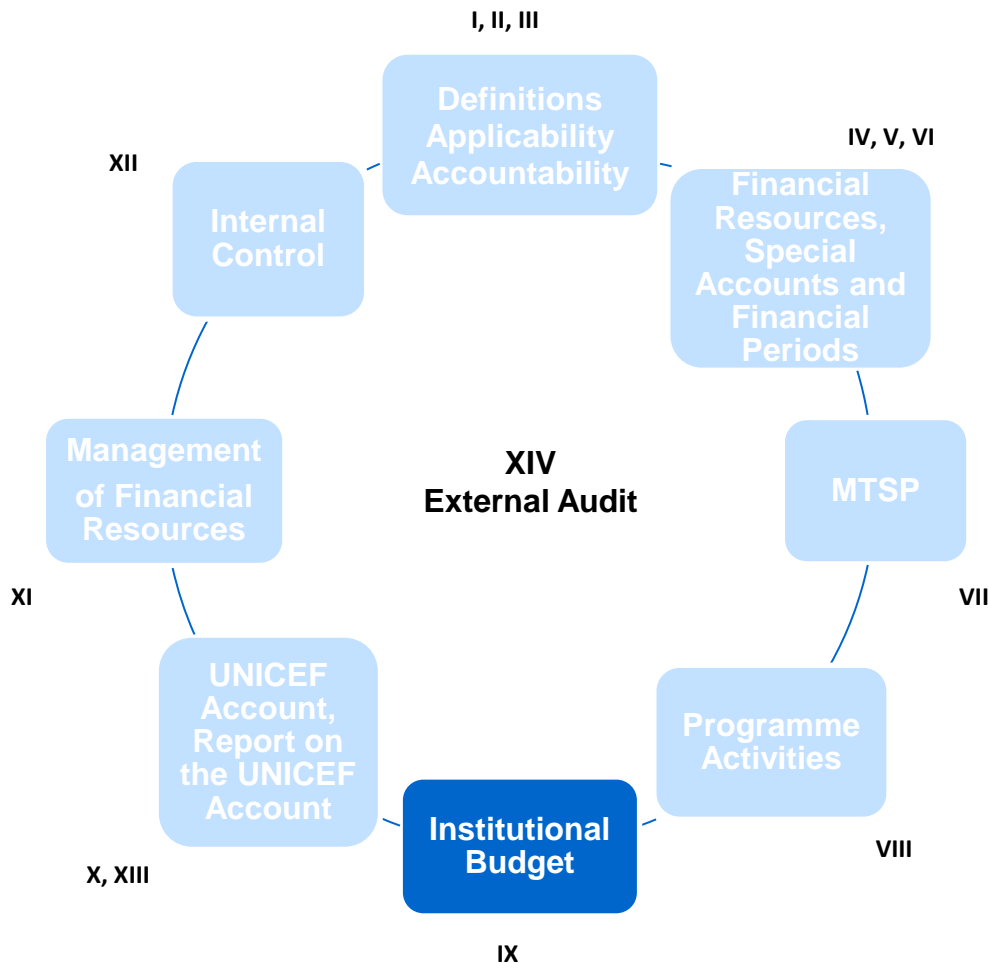 I, II, III
Definitions
Applicability
Accountability
IV, V, VI
Financial
Resources,
Special
Accounts and
Financial
Periods
MTSP
VII
Programme
Activities
VIII
Institutional
Budget
IX
UNICEF
Account,
Report on
the UNICEF
Account
X, XIII
Management
of Financial
Resources
XI
Internal
Control
XII
XIV
External Audit